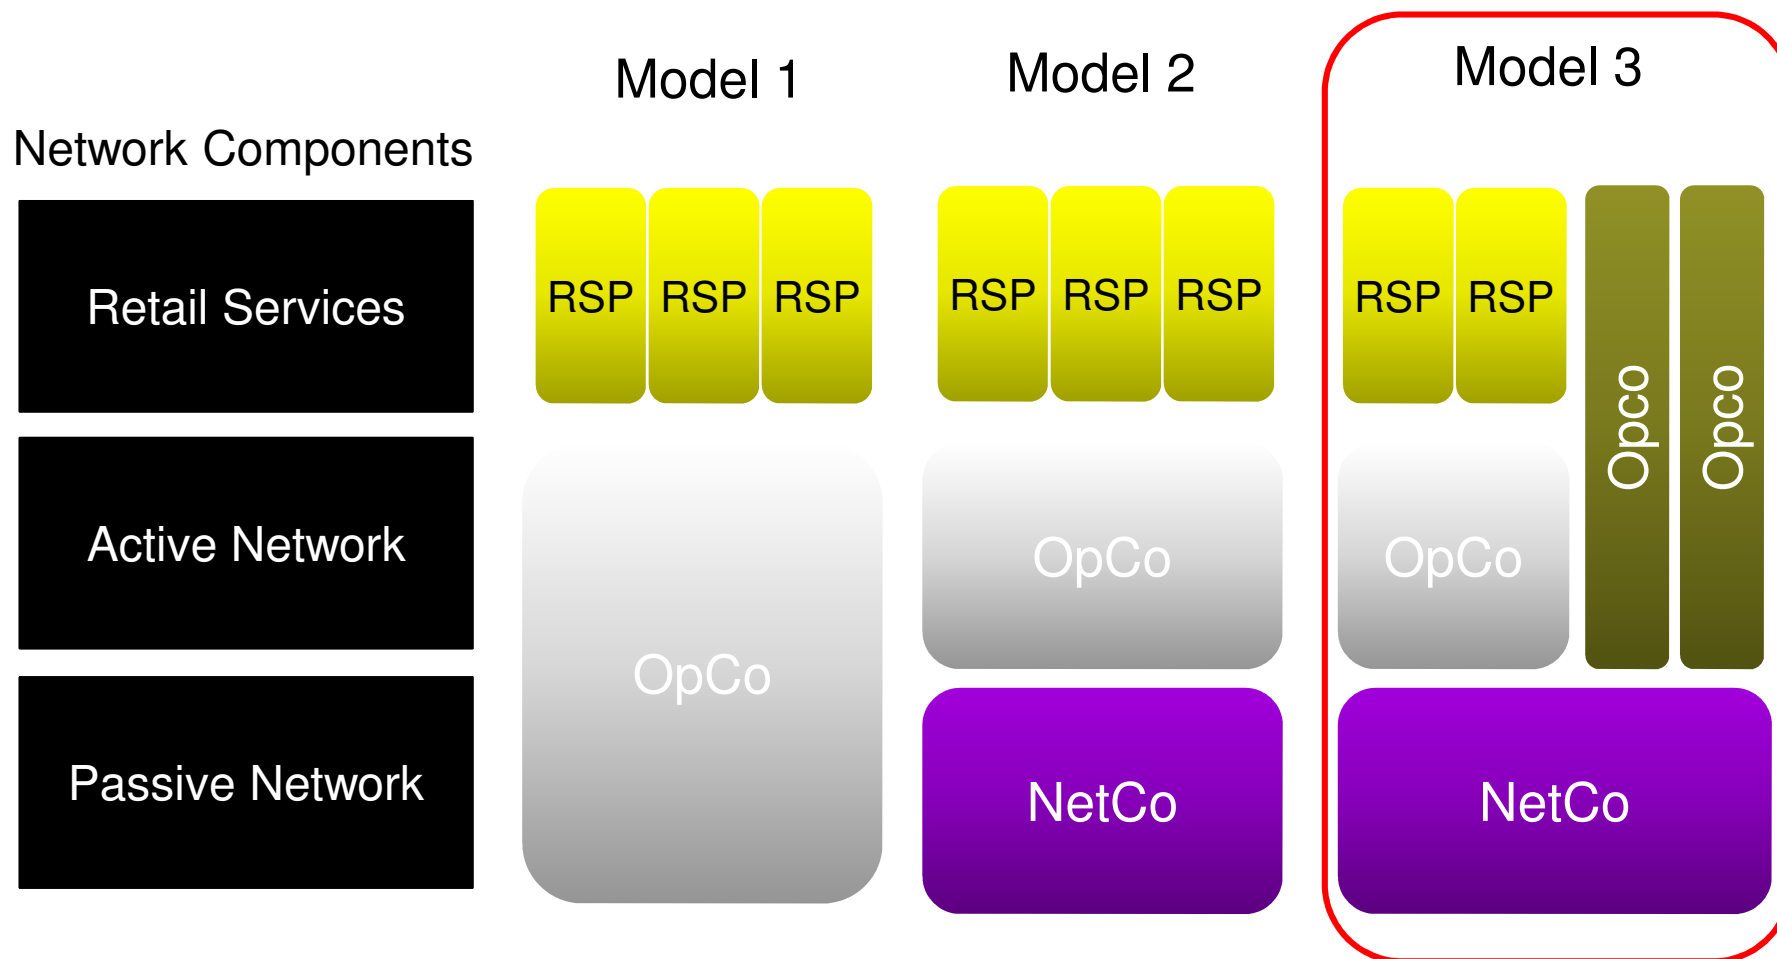 Model 1
Model 2
Model 3
Network Components
Retail Services
RSP RSP RSP
RSP RSP RSP
RSP RSP
Opco
Opco
Active Network
OpCo
OpCo
OpCo
Passive Network
NetCo
NetCo